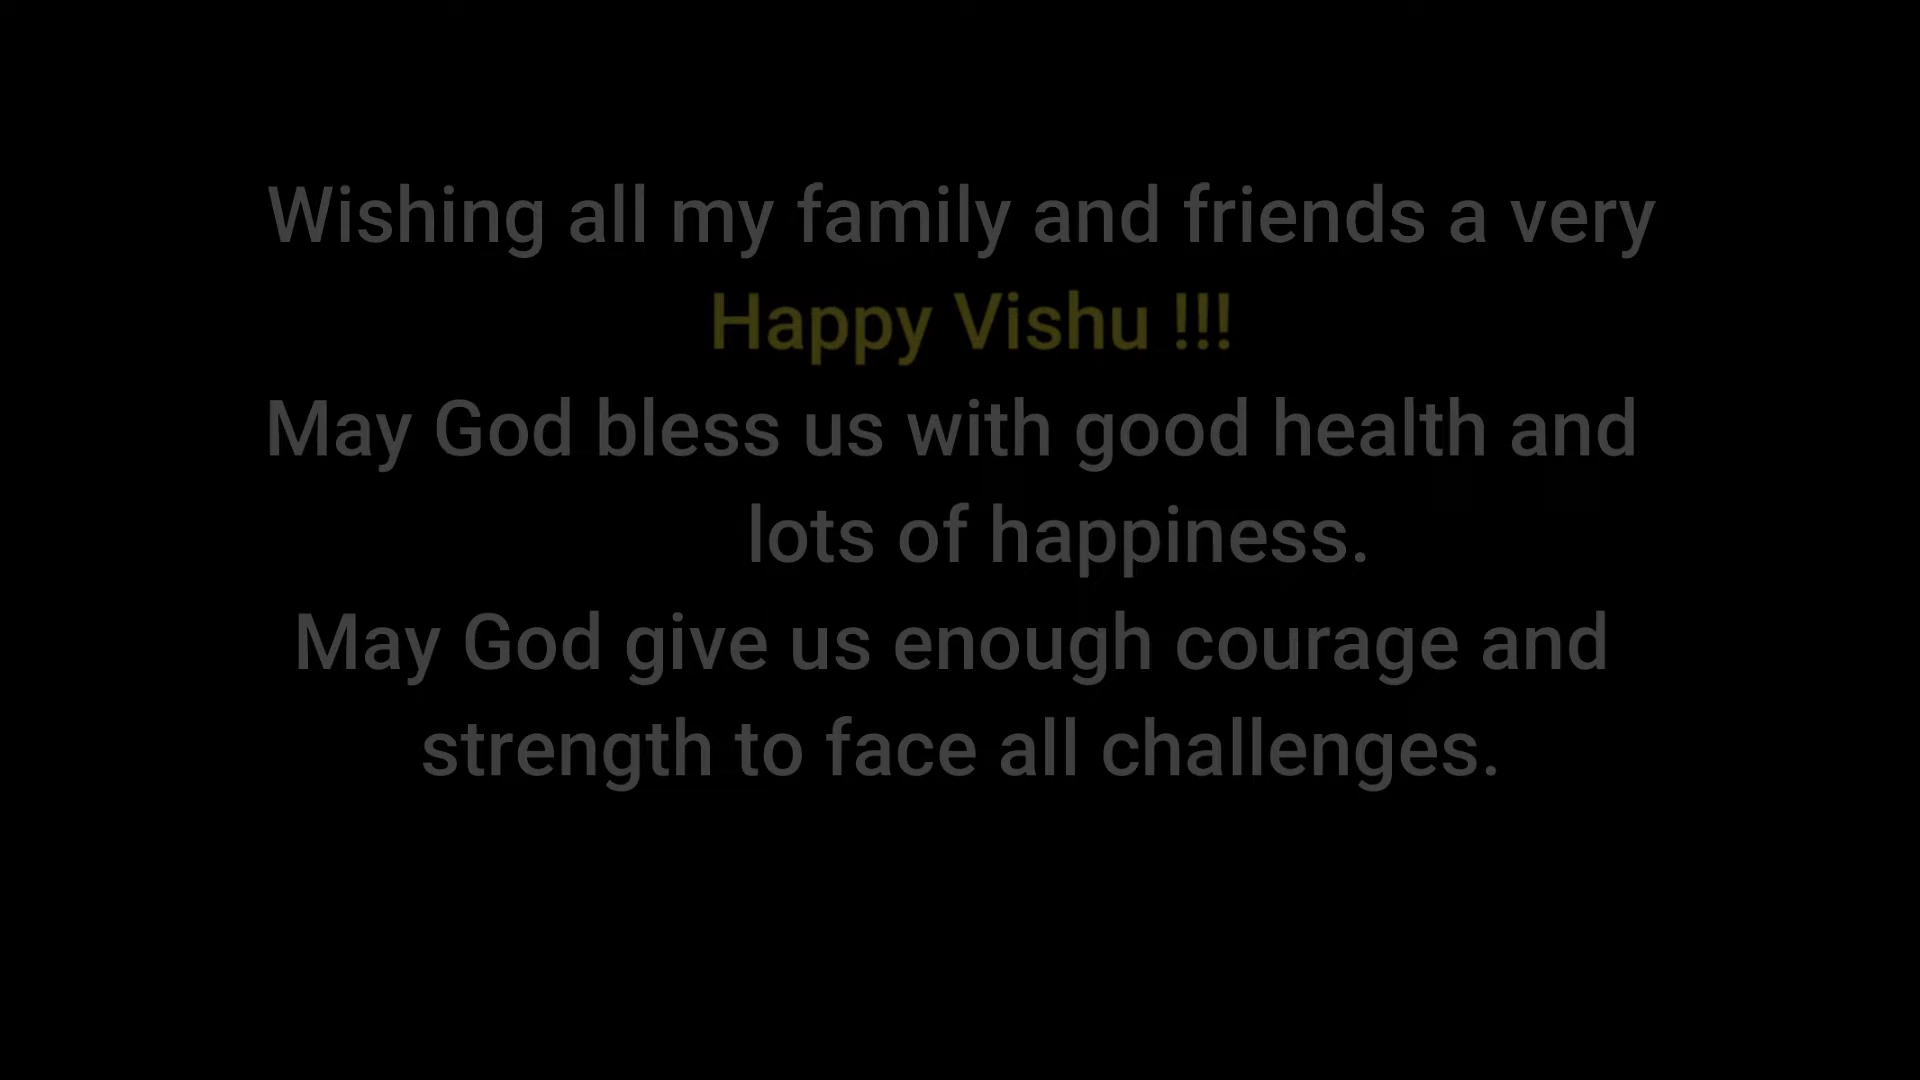 Wishing all my family and friends a very
Happy Vishu !!!
May God bless us with good health and
lots of happiness.
May God give us enough courage and
strength to face all challenges.